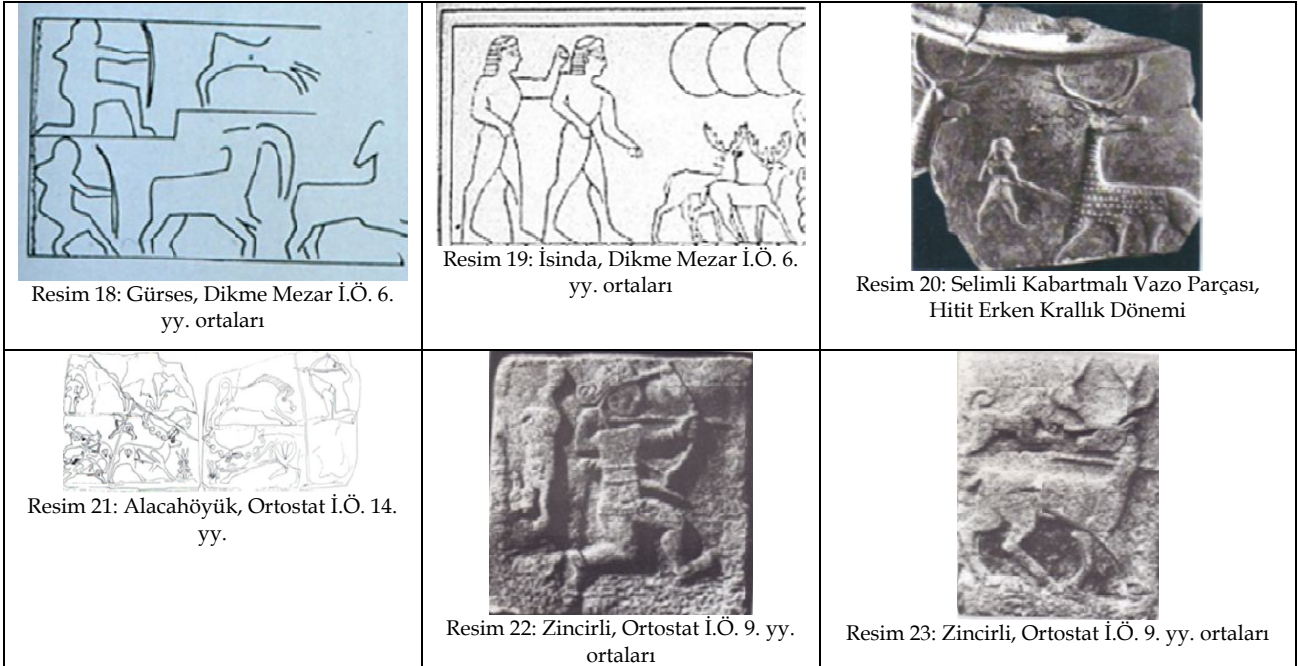 Resim 18: Gürses, Dikme Mezar İ.Ö. 6.
yy. ortaları
Resim 19: İsinda, Dikme Mezar İ.Ö. 6.
yy. ortaları
Resim 20: Selimli Kabartmalı Vazo Parçası,
Hitit Erken Krallık Dönemi
Resim 21: Alacahöyük, Ortostat İ.Ö. 14.
yy.
Resim 22: Zincirli, Ortostat İ.Ö. 9. yy.
ortaları
Resim 23: Zincirli, Ortostat İ.Ö. 9. yy. ortaları